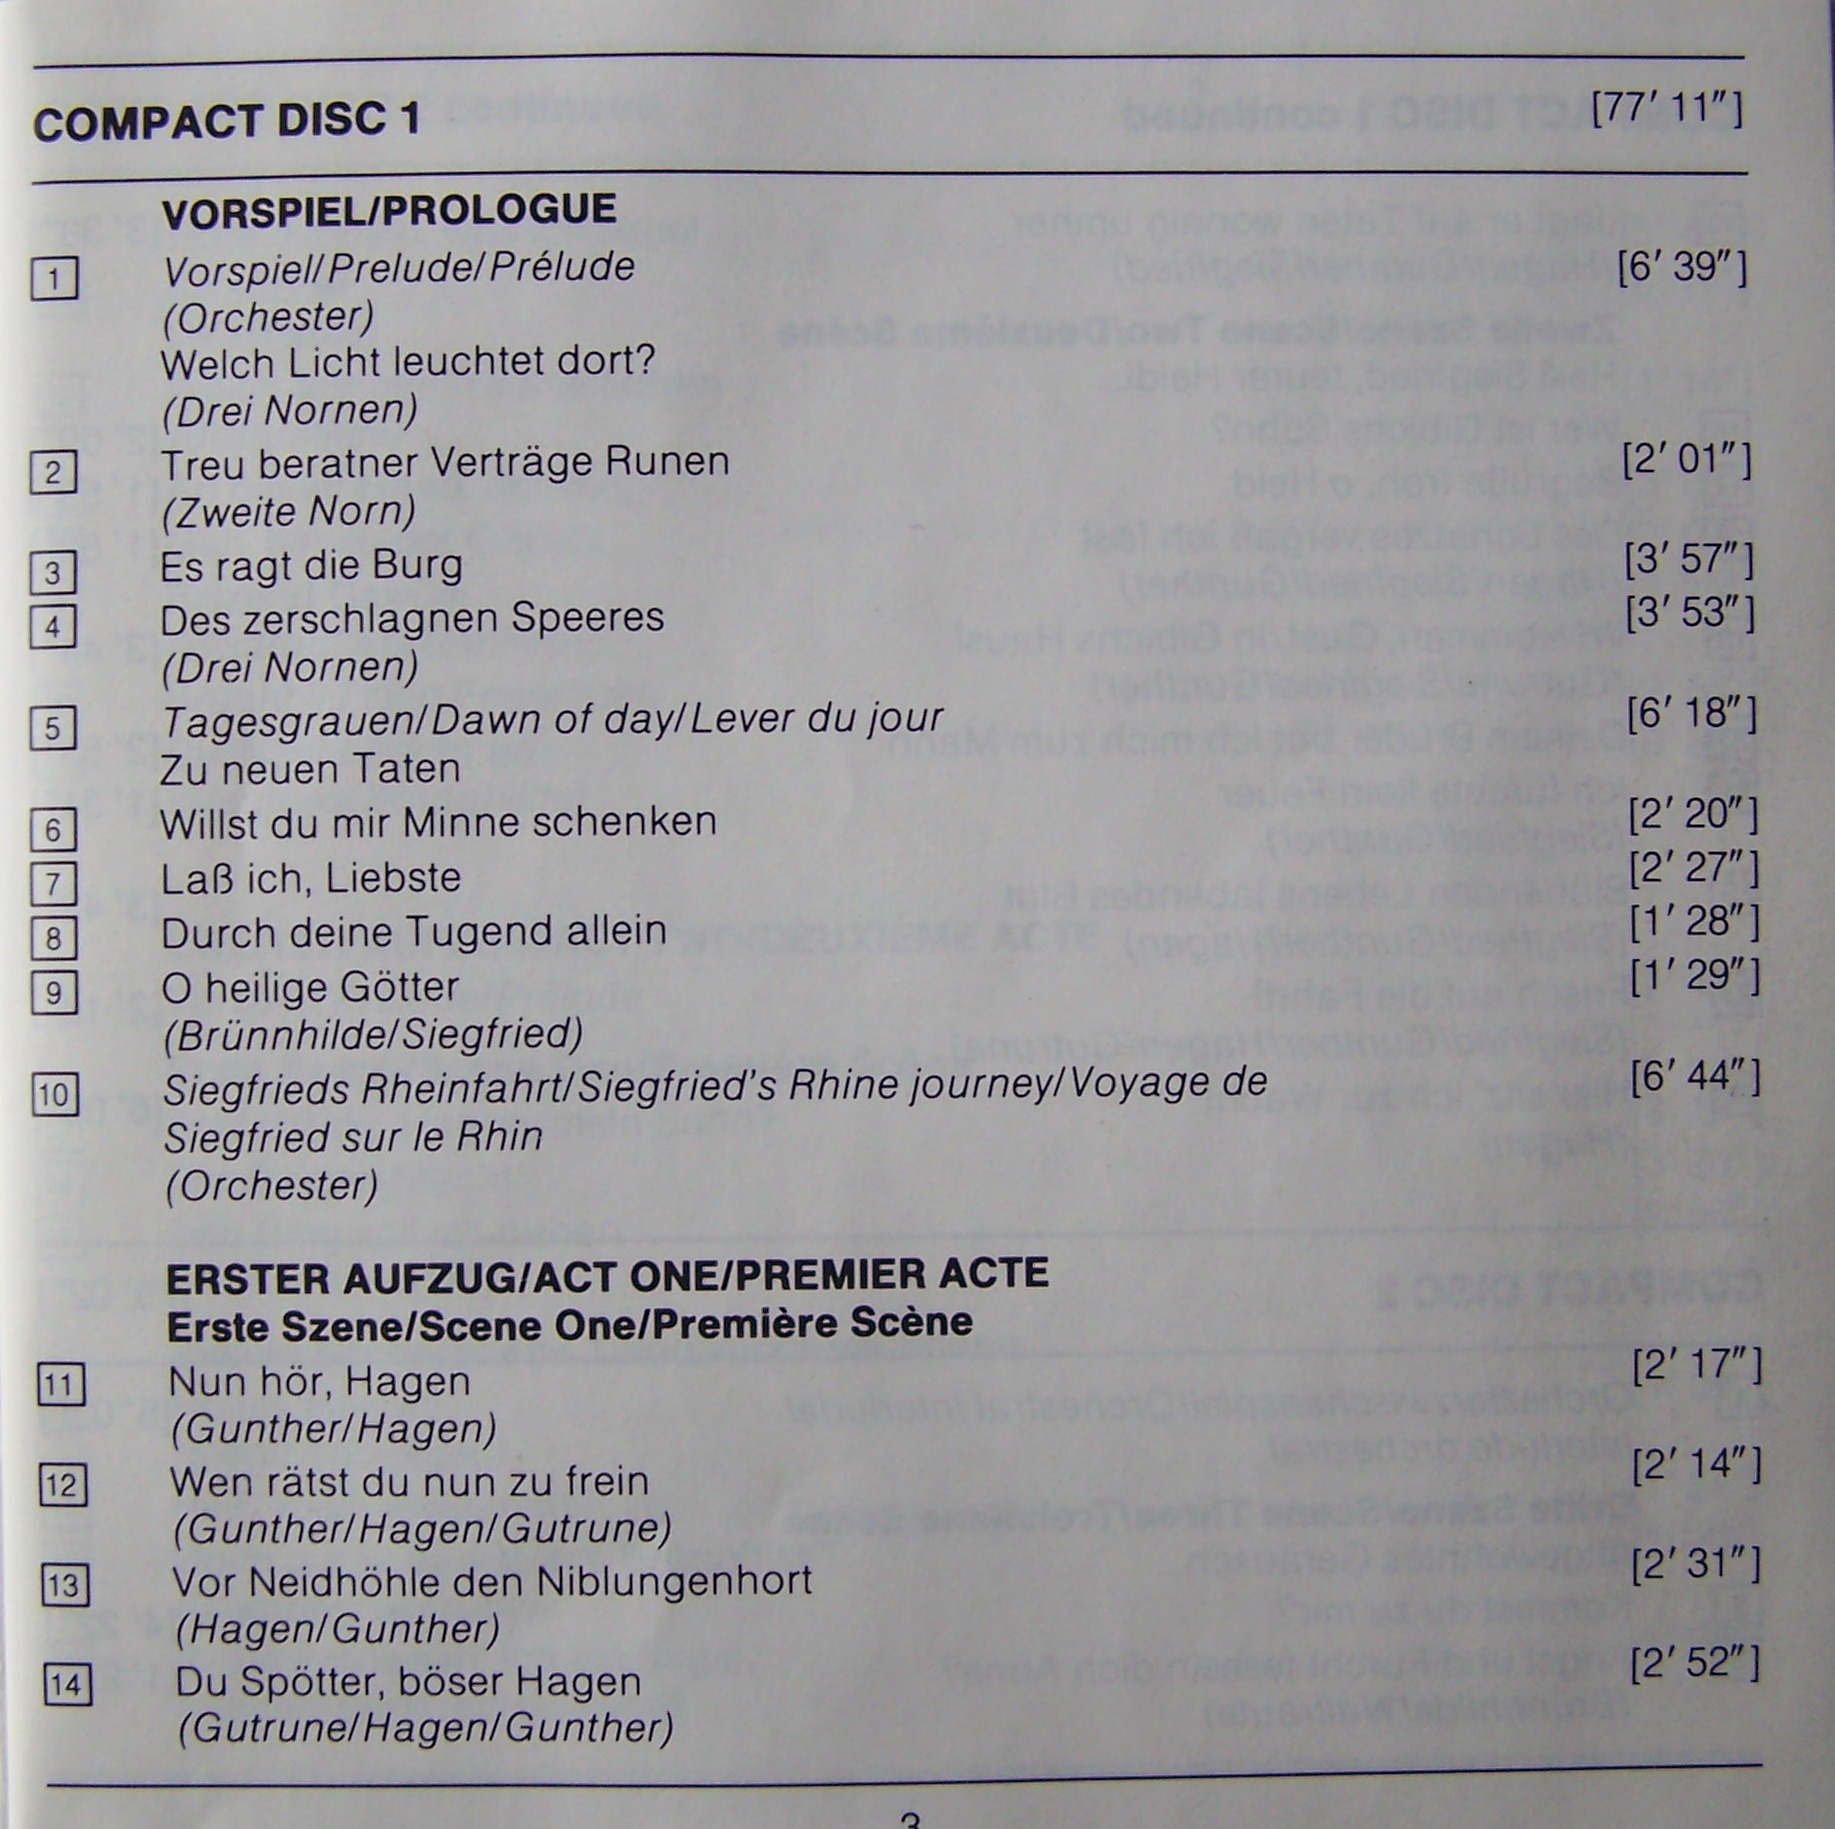 COMPACT DISC 1 [77′ 11″]
VORSPIEL/PROLOGUE
1 Vorspiel/Prelude/Prélude [6′ 39″]
(Orchester)
Welch Licht leuchtet dort?
(Drei Nornen)
2 Treu beratner Verträge Runen [2′ 01″]
(Zweite Norn)
3 Es ragt die Burg [3′ 57″]
4 Des zerschlagnen Speeres [3′ 53″]
(Drei Nornen)
5 Tagesgrauen/Dawn of day/Lever du jour [6′ 18″]
Zu neuen Taten
6 Willst du mir Minne schenken [2′ 20″]
7 Laß ich, Liebste [2′ 27″]
8 Durch deine Tugend allein [1′ 28″]
9 O heilige Götter [1′ 29″]
(Brünnhilde/Siegfried)
10 Siegfrieds Rheinfahrt/Siegfried's Rhine journey/Voyage de [6′ 44″]
Siegfried sur le Rhin
(Orchester)
ERSTER AUFZUG/ACT ONE/PREMIER ACTE
Erste Szene/Scene One/Première Scène
11 Nun hör, Hagen [2′ 17″]
(Gunther/Hagen)
12 Wen rätst du nun zu frein [2′ 14″]
(Gunther/Hagen/Gutrune)
13 Vor Neidhöhle den Niblungenhort [2′ 31″]
(Hagen/Gunther)
14 Du Spötter, böser Hagen [2′ 52″]
(Gutrune/Hagen/Gunther)
3